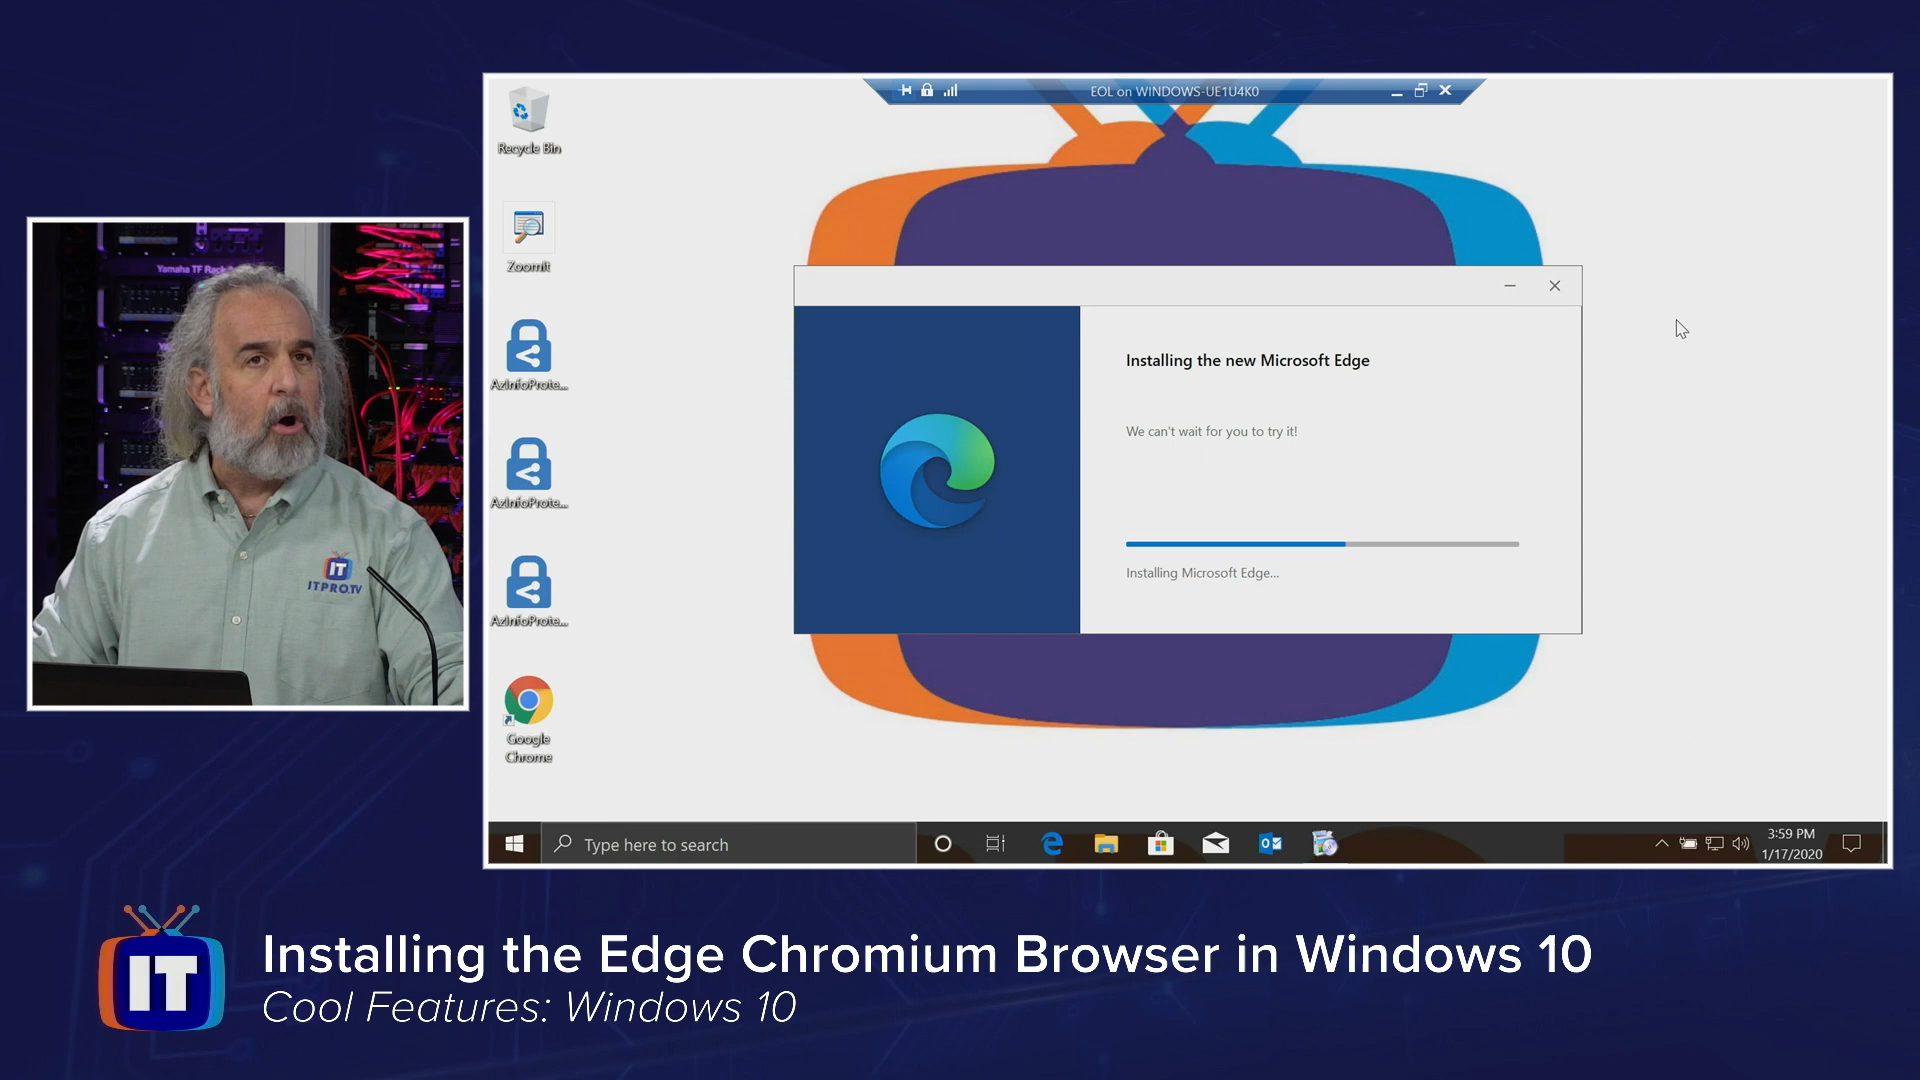 EOL on WINDOWS-UE1U4K0
Recycle Bin
ZoomIt
AzInfoProte...
AzInfoProte...
AzInfoProte...
Google
Chrome
Installing the new Microsoft Edge
We can't wait for you to try it!
Installing Microsoft Edge...
Type here to search
3:59 PM
1/17/2020
IT
ITPRO.TV
IT
Installing the Edge Chromium Browser in Windows 10
Cool Features: Windows 10